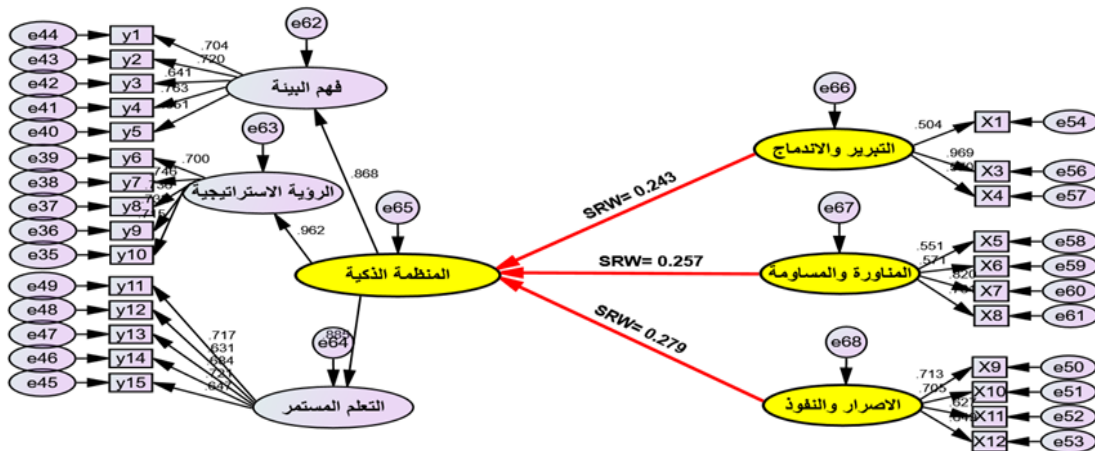 e44 y1 .704
e43 y2 .720
e42 y3 .641
e41 y4 .763
e40 y5
e62
فهم البيئة
e39 y6 .700
e38 y7 .746
e37 y8
e36 y9
e35 y10
e63
الرؤية الاستراتيجية
e49 y11 .717
e48 y12 .631
e47 y13 .684
e46 y14 .721
e45 y15 .647
e64
التعلم المستمر
.868
.962
.885
e65
المنظمة الذكية
SRW= 0.243
SRW= 0.257
SRW= 0.279
e66
التبرير والاندماج
.504 X1 e54
.969 X3 e56
X4 e57
e67
المناورة والمساومة
.551 X5 e58
.571 X6 e59
.820 X7 e60
X8 e61
e68
الاصرار والنفوذ
.713 X9 e50
.705 X10 e51
.627 X11 e52
X12 e53